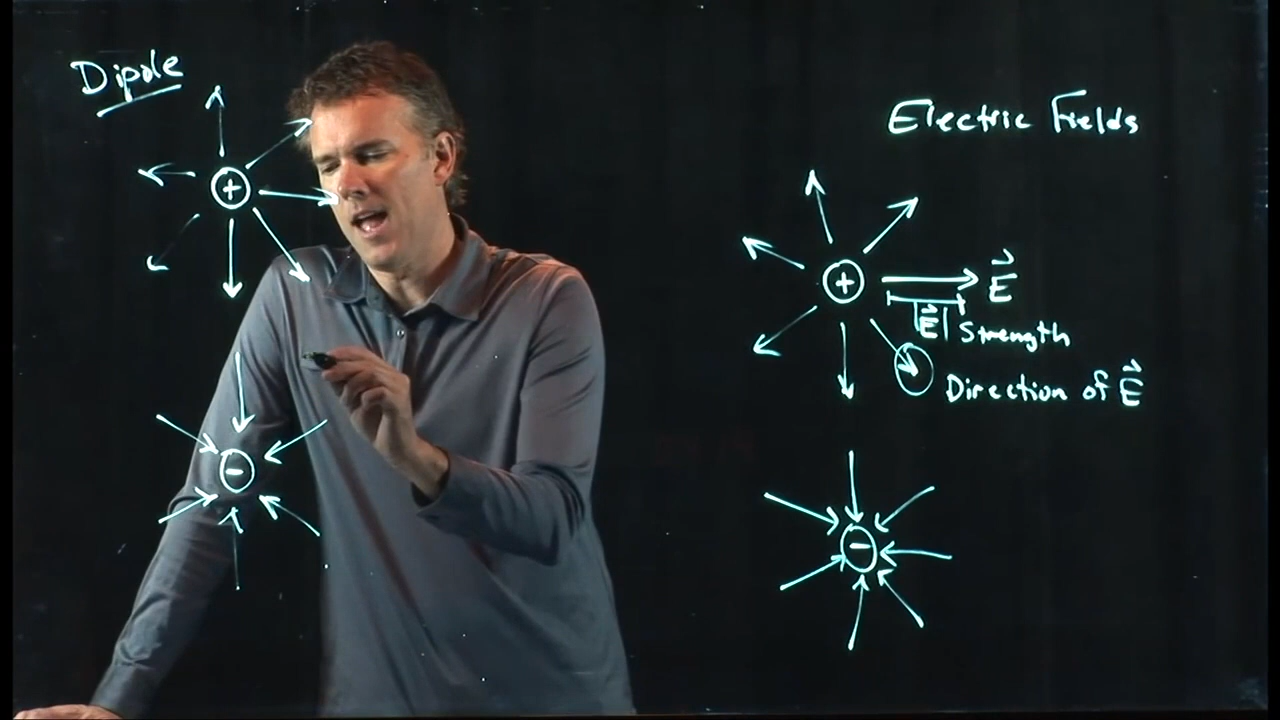 Dipole
+
-
Electric Fields
+
E⃗
|E⃗| Strength
Direction of E⃗
-